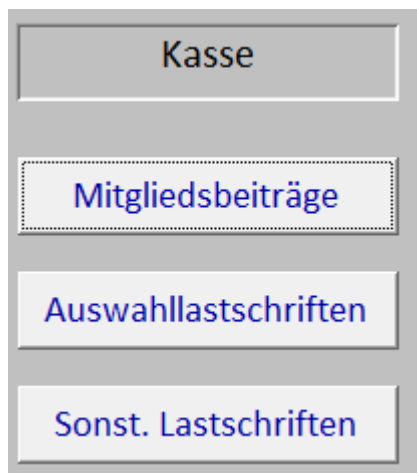 Kasse
Mitgliedsbeiträge
Auswahllastschriften
Sonst. Lastschriften